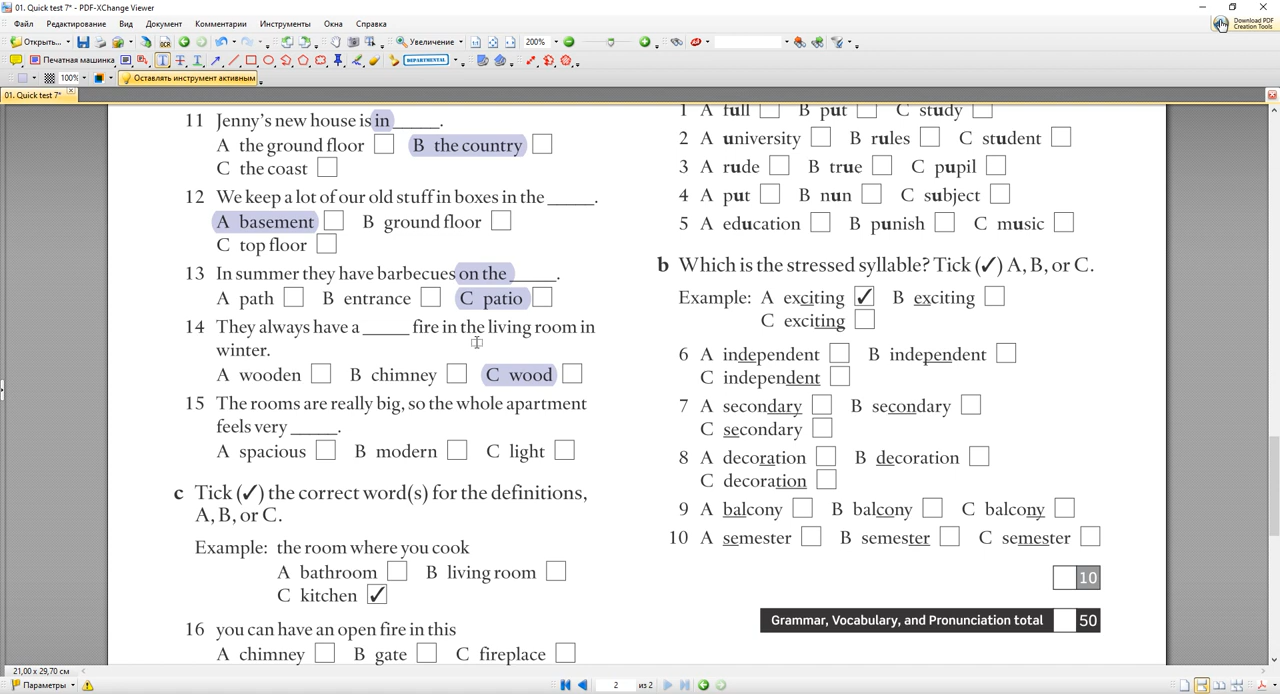 01. Quick test 7* - PDF-XChange Viewer
Файл Редактирование Вид Документ Комментарии Инструменты Окна Справка
Download PDF
Creation Tools
Открыть... OCR Увеличение 200%
Печатная машинка DEPARTMENTAL
100% Оставлять инструмент активным
01. Quick test 7*
11 Jenny's new house is in _____.
A the ground floor B the country
C the coast
12 We keep a lot of our old stuff in boxes in the _____.
A basement B ground floor
C top floor
13 In summer they have barbecues on the _____.
A path B entrance C patio
14 They always have a _____ fire in the living room in
winter.
A wooden B chimney C wood
15 The rooms are really big, so the whole apartment
feels very _____.
A spacious B modern C light
c Tick (✓) the correct word(s) for the definitions,
A, B, or C.
Example: the room where you cook
A bathroom B living room
C kitchen ✓
16 you can have an open fire in this
A chimney B gate C fireplace
1 A full B put C study
2 A university B rules C student
3 A rude B true C pupil
4 A put B nun C subject
5 A education B punish C music
b Which is the stressed syllable? Tick (✓) A, B, or C.
Example: A exciting ✓ B exciting
C exciting
6 A independent B independent
C independent
7 A secondary B secondary
C secondary
8 A decoration B decoration
C decoration
9 A balcony B balcony C balcony
10 A semester B semester C semester
10
Grammar, Vocabulary, and Pronunciation total 50
21,00 x 29,70 см
Параметры 2 из 2